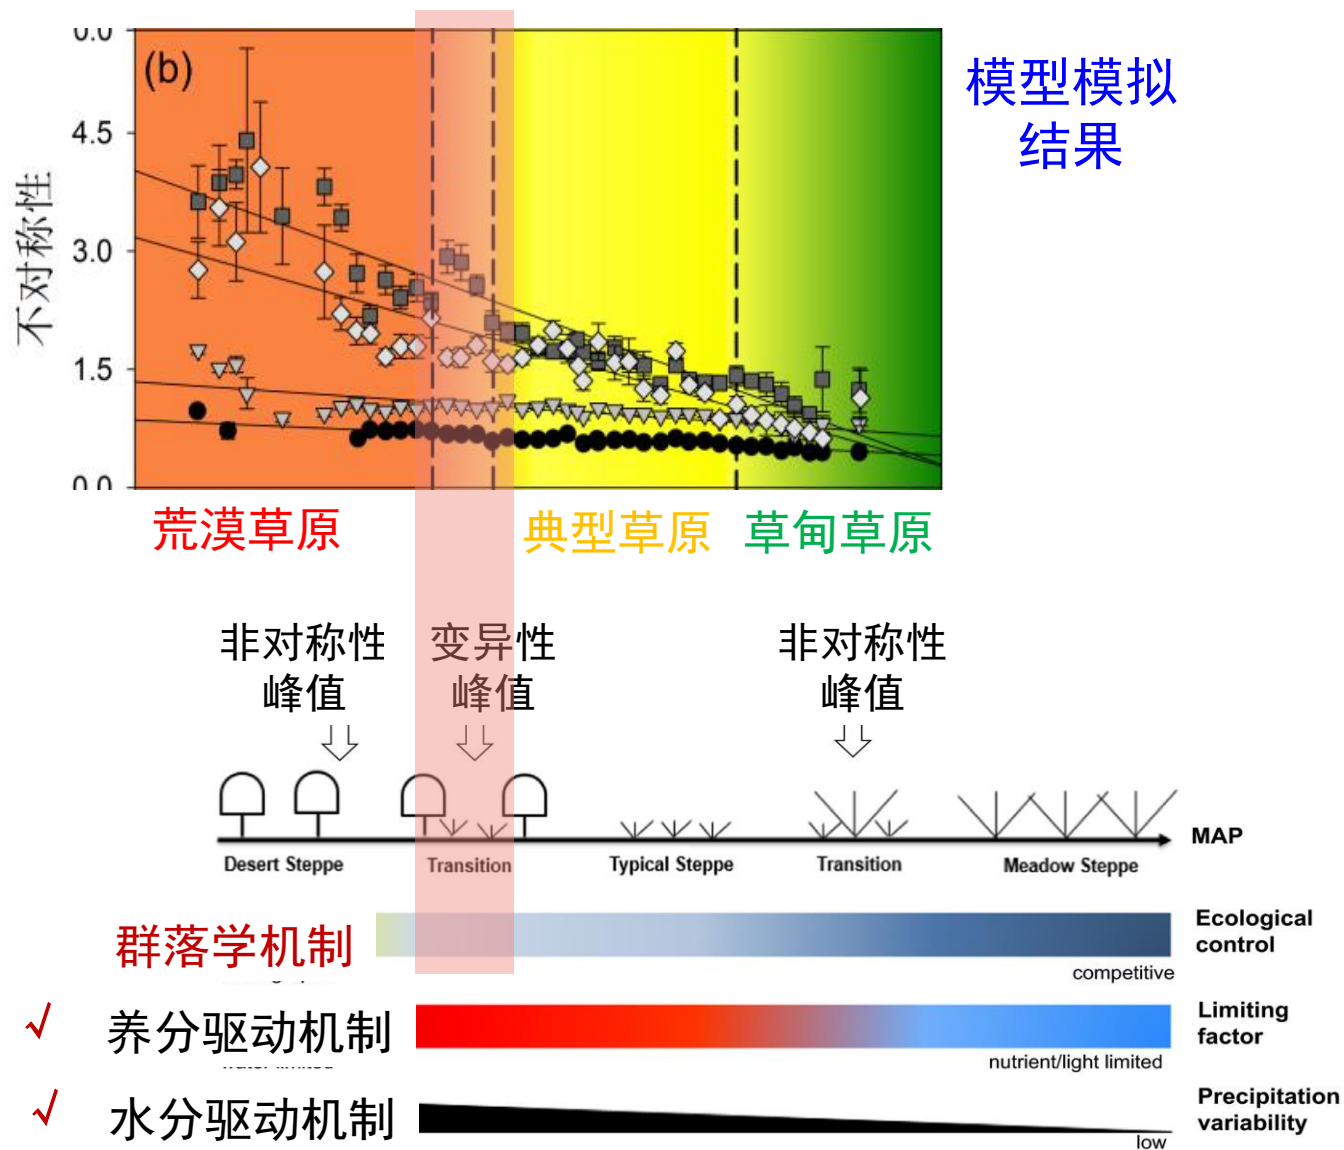 (b)
模型模拟
结果
不对称性
4.5
3.0
1.5
0.0
荒漠草原
典型草原
草甸草原
非对称性
峰值
变异性
峰值
非对称性
峰值
MAP
Desert Steppe
Transition
Typical Steppe
Transition
Meadow Steppe
群落学机制
Ecological
control
competitive
√
养分驱动机制
Limiting
factor
nutrient/light limited
√
水分驱动机制
Precipitation
variability
low